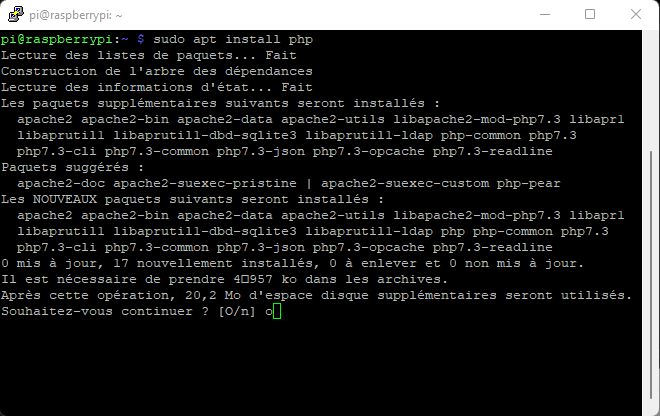 pi@raspberrypi: ~
pi@raspberrypi:~ $ sudo apt install php
Lecture des listes de paquets... Fait
Construction de l'arbre des dépendances
Lecture des informations d'état... Fait
Les paquets supplémentaires suivants seront installés :
  apache2 apache2-bin apache2-data apache2-utils libapache2-mod-php7.3 libapr1
  libaprutil1 libaprutil1-dbd-sqlite3 libaprutil1-ldap php-common php7.3
  php7.3-cli php7.3-common php7.3-json php7.3-opcache php7.3-readline
Paquets suggérés :
  apache2-doc apache2-suexec-pristine | apache2-suexec-custom php-pear
Les NOUVEAUX paquets suivants seront installés :
  apache2 apache2-bin apache2-data apache2-utils libapache2-mod-php7.3 libapr1
  libaprutil1 libaprutil1-dbd-sqlite3 libaprutil1-ldap php php-common php7.3
  php7.3-cli php7.3-common php7.3-json php7.3-opcache php7.3-readline
0 mis à jour, 17 nouvellement installés, 0 à enlever et 0 non mis à jour.
Il est nécessaire de prendre 4□957 ko dans les archives.
Après cette opération, 20,2 Mo d'espace disque supplémentaires seront utilisés.
Souhaitez-vous continuer ? [O/n] o